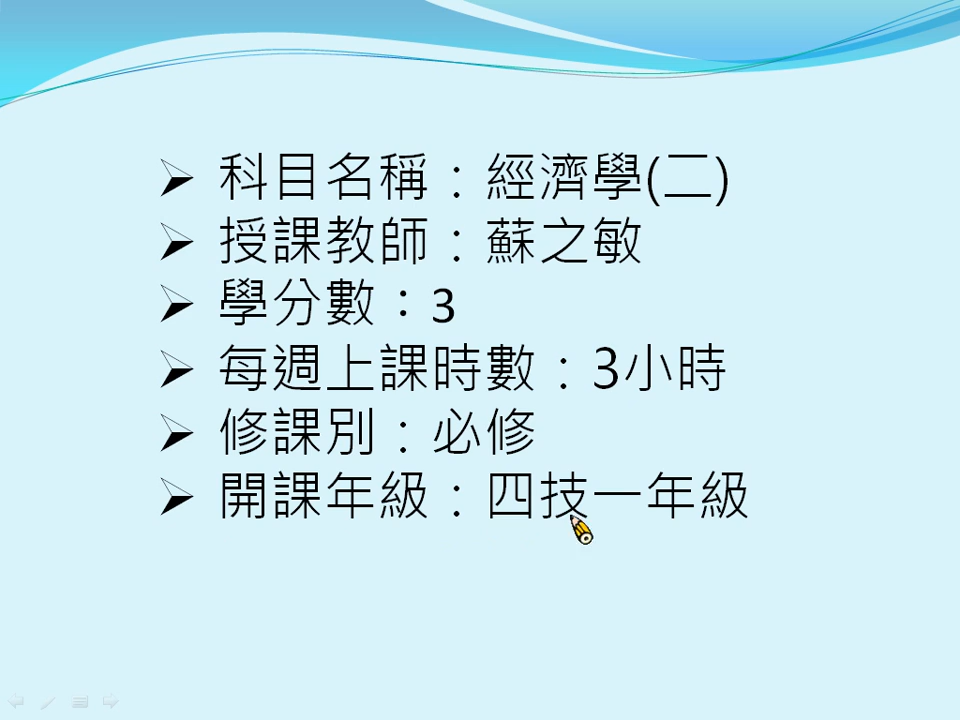 ➢ 科目名稱：經濟學(二)
➢ 授課教師：蘇之敏
➢ 學分數：3
➢ 每週上課時數：3小時
➢ 修課別：必修
➢ 開課年級：四技一年級